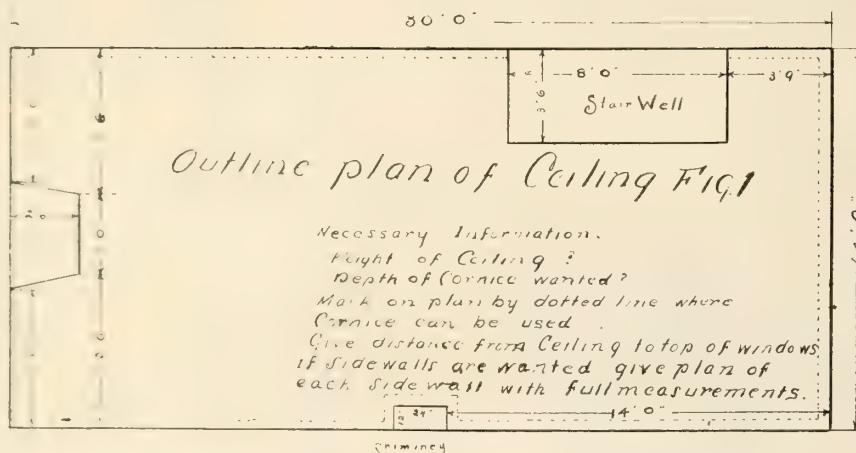 30'0"
8'0"
3'9"
3'6"
Stair Well
Outline plan of Ceiling FIG.1
Necessary Information.
Height of Ceiling ?
Depth of Cornice wanted?
Mark on plan by dotted line where
Cornice can be used .
Give distance from Ceiling to top of windows
if Sidewalls are wanted give plan of
each Sidewall with full measurements.
24"
14'0"
Chimney